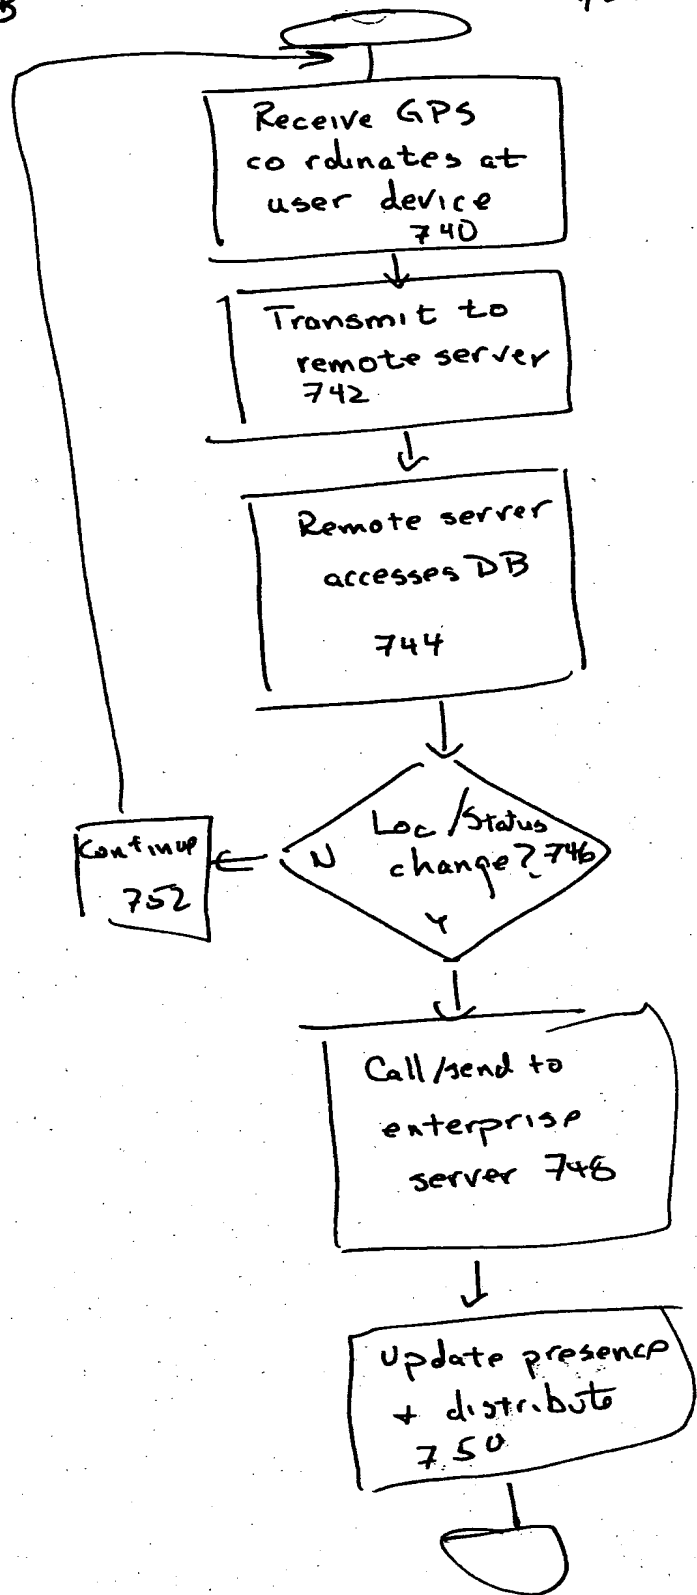 Receive GPS
co rdinates at
user device
740
Transmit to
remote server
742
Remote server
accesses DB
744
Loc/Status
N change? 746
Y
Continue
752
Call/send to
enterprise
server 748
Update presence
+ distribute
750